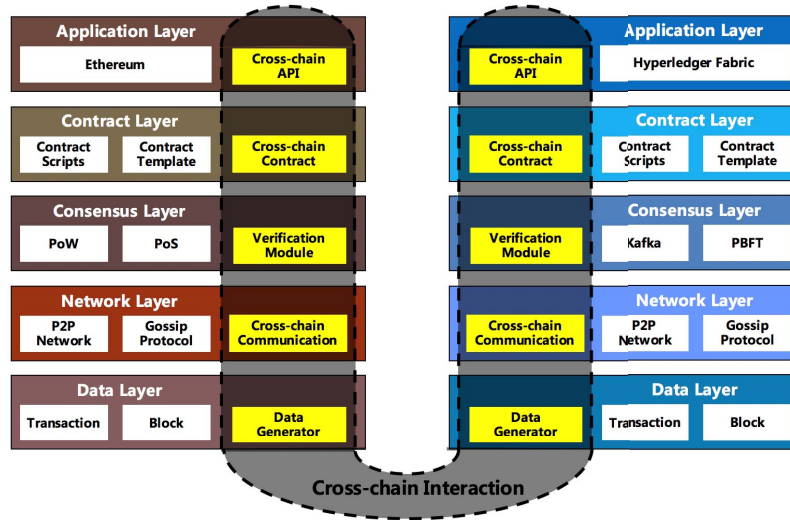 Application Layer
Ethereum
Cross-chain
API
Contract Layer
Contract
Scripts
Contract
Template
Cross-chain
Contract
Consensus Layer
PoW
PoS
Verification
Module
Network Layer
P2P
Network
Gossip
Protocol
Cross-chain
Communication
Data Layer
Transaction
Block
Data
Generator
Application Layer
Cross-chain
API
Hyperledger Fabric
Contract Layer
Cross-chain
Contract
Contract
Scripts
Contract
Template
Consensus Layer
Verification
Module
Kafka
PBFT
Network Layer
Cross-chain
Communication
P2P
Network
Gossip
Protocol
Data Layer
Data
Generator
Transaction
Block
Cross-chain Interaction